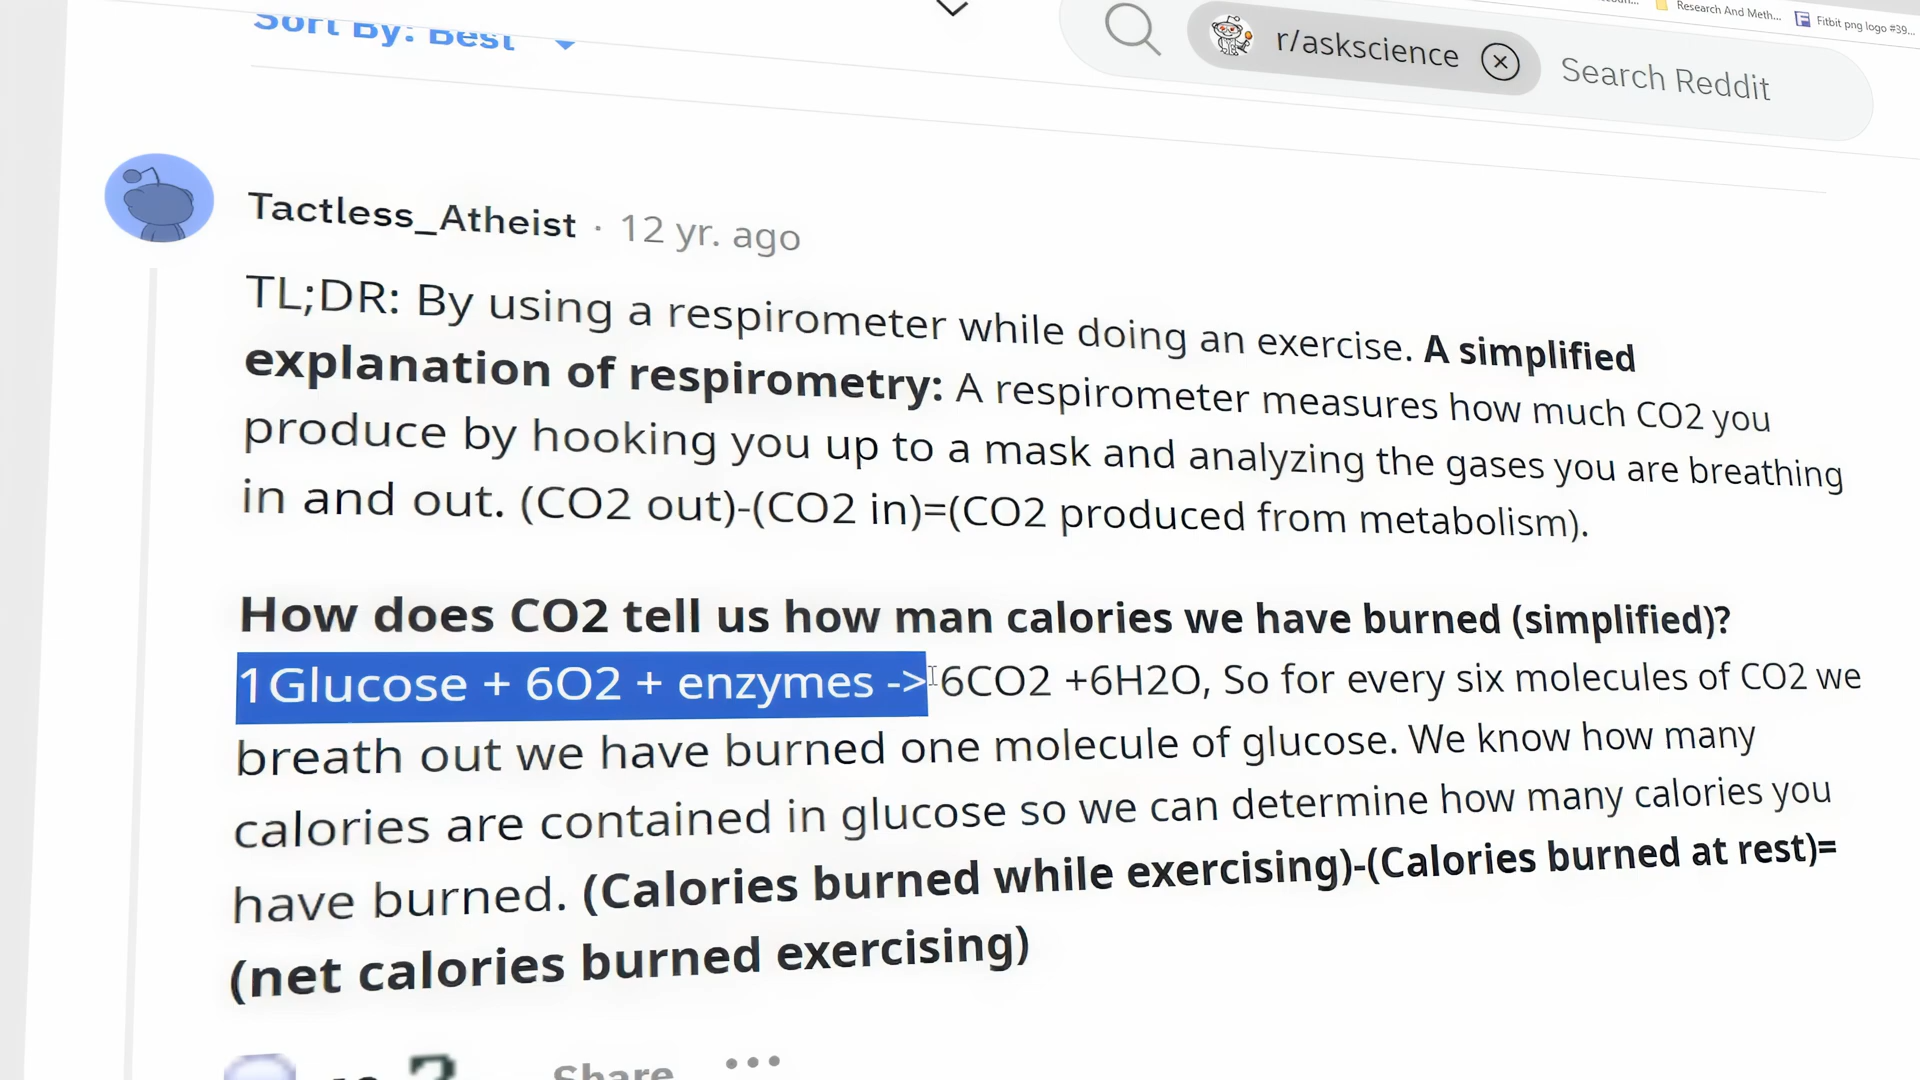 Research And Meth...
Fitbit png logo #39...
Sort By: Best
r/askscience
Search Reddit
Tactless_Atheist · 12 yr. ago
TL;DR: By using a respirometer while doing an exercise. A simplified
explanation of respirometry: A respirometer measures how much CO2 you
produce by hooking you up to a mask and analyzing the gases you are breathing
in and out. (CO2 out)-(CO2 in)=(CO2 produced from metabolism).
How does CO2 tell us how man calories we have burned (simplified)?
1Glucose + 6O2 + enzymes -> 6CO2 +6H2O, So for every six molecules of CO2 we
breath out we have burned one molecule of glucose. We know how many
calories are contained in glucose so we can determine how many calories you
have burned. (Calories burned while exercising)-(Calories burned at rest)=
(net calories burned exercising)
Share